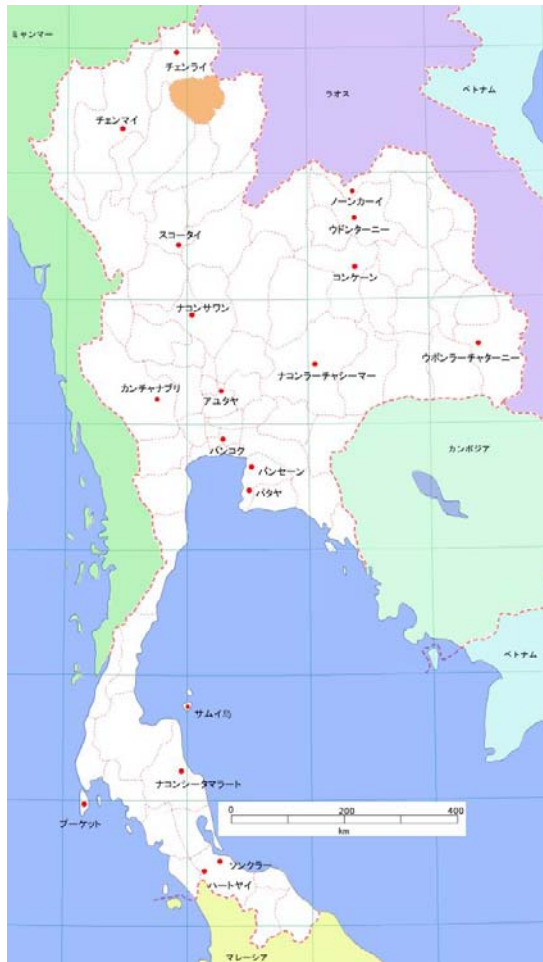 ミャンマー
チェンライ
ラオス
ベトナム
チェンマイ
ノーンカーイ
ウドンターニー
スコータイ
コンケーン
ナコンサワン
ウボンラーチャターニー
ナコンラーチャシーマー
カンチャナブリ
アユタヤ
バンコク
カンボジア
バンセーン
パタヤ
ベトナム
サムイ島
ナコンシータマラート
プーケット
0 200 400
km
ソンクラー
ハートヤイ
マレーシア